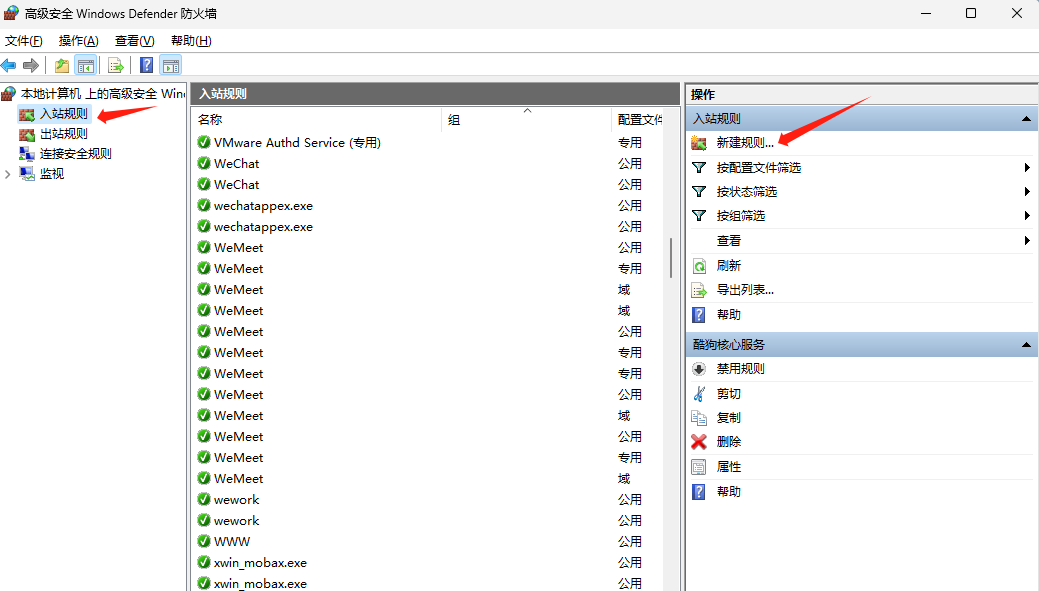 高级安全 Windows Defender 防火墙
文件(F) 操作(A) 查看(V) 帮助(H)
本地计算机 上的高级安全 Win
入站规则
出站规则
连接安全规则
监视
入站规则
名称 组 配置文件
VMware Authd Service (专用) 专用
WeChat 公用
WeChat 公用
wechatappex.exe 公用
wechatappex.exe 公用
WeMeet 公用
WeMeet 专用
WeMeet 域
WeMeet 域
WeMeet 公用
WeMeet 专用
WeMeet 专用
WeMeet 公用
WeMeet 域
WeMeet 公用
WeMeet 专用
WeMeet 域
wework 公用
wework 公用
WWW 公用
xwin_mobax.exe 公用
xwin_mobax.exe 公用
操作
入站规则
新建规则...
按配置文件筛选
按状态筛选
按组筛选
查看
刷新
导出列表...
帮助
酷狗核心服务
禁用规则
剪切
复制
删除
属性
帮助